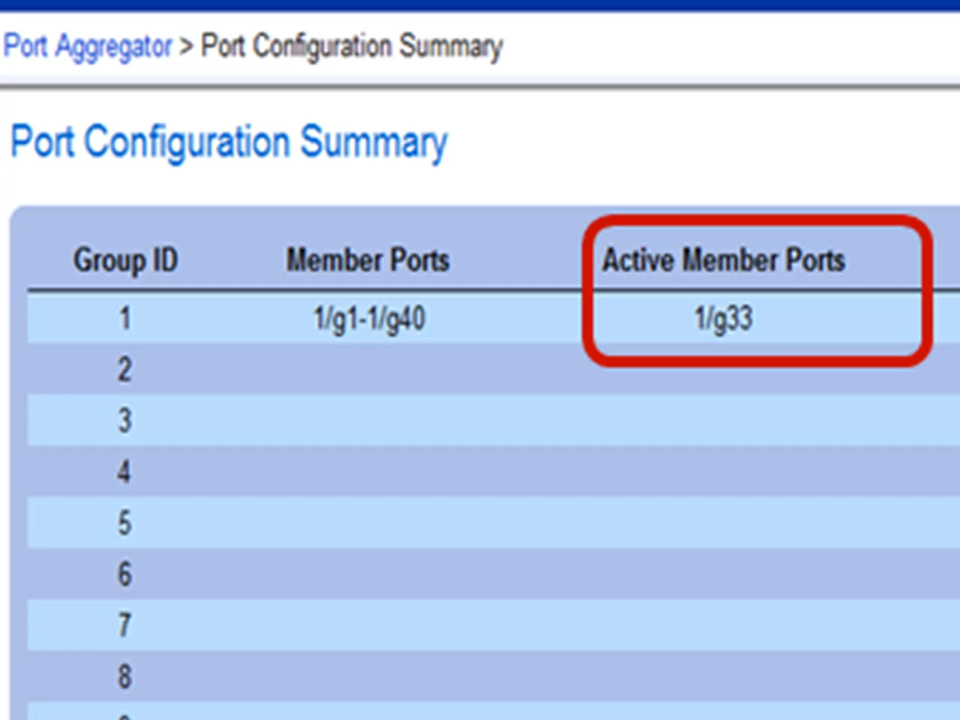 Port Aggregator > Port Configuration Summary
Port Configuration Summary
Group ID Member Ports Active Member Ports
1 1/g1-1/g40 1/g33
2
3
4
5
6
7
8